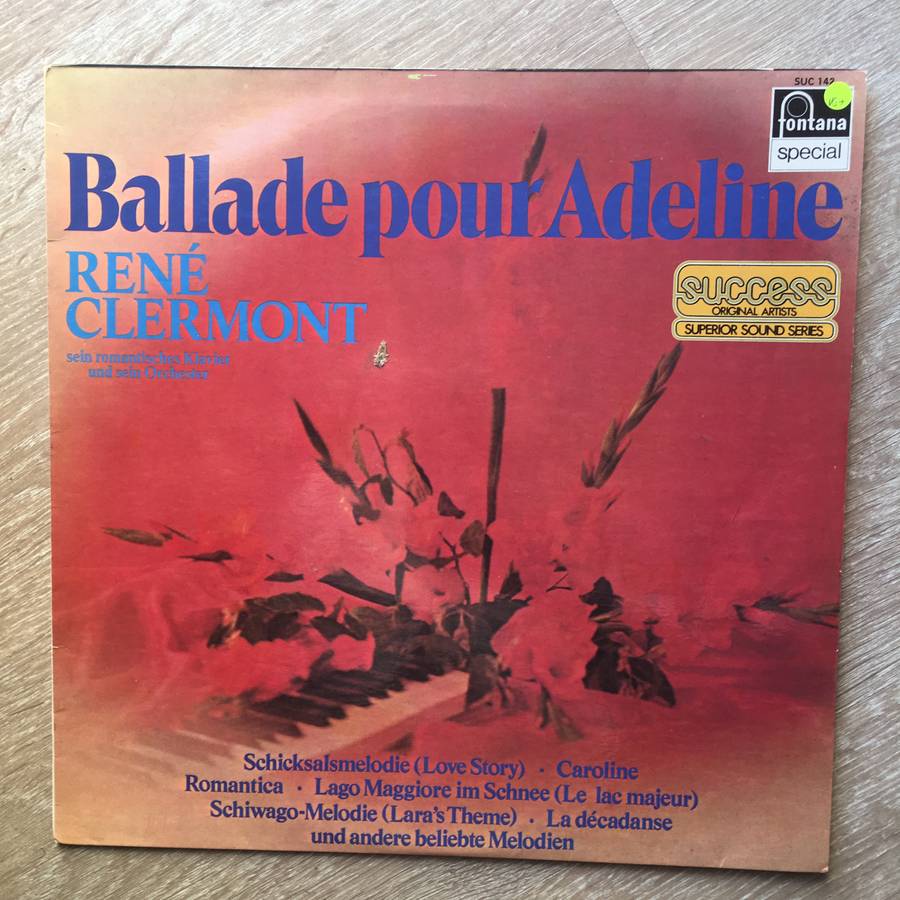 SUC 142
VG+
fontana
special
Ballade pour Adeline
RENÉ
CLERMONT
sein romantisches Klavier
und sein Orchester
success
ORIGINAL ARTISTS
SUPERIOR SOUND SERIES
Schicksalsmelodie (Love Story) · Caroline
Romantica · Lago Maggiore im Schnee (Le lac majeur)
Schiwago-Melodie (Lara's Theme) · La décadanse
und andere beliebte Melodien